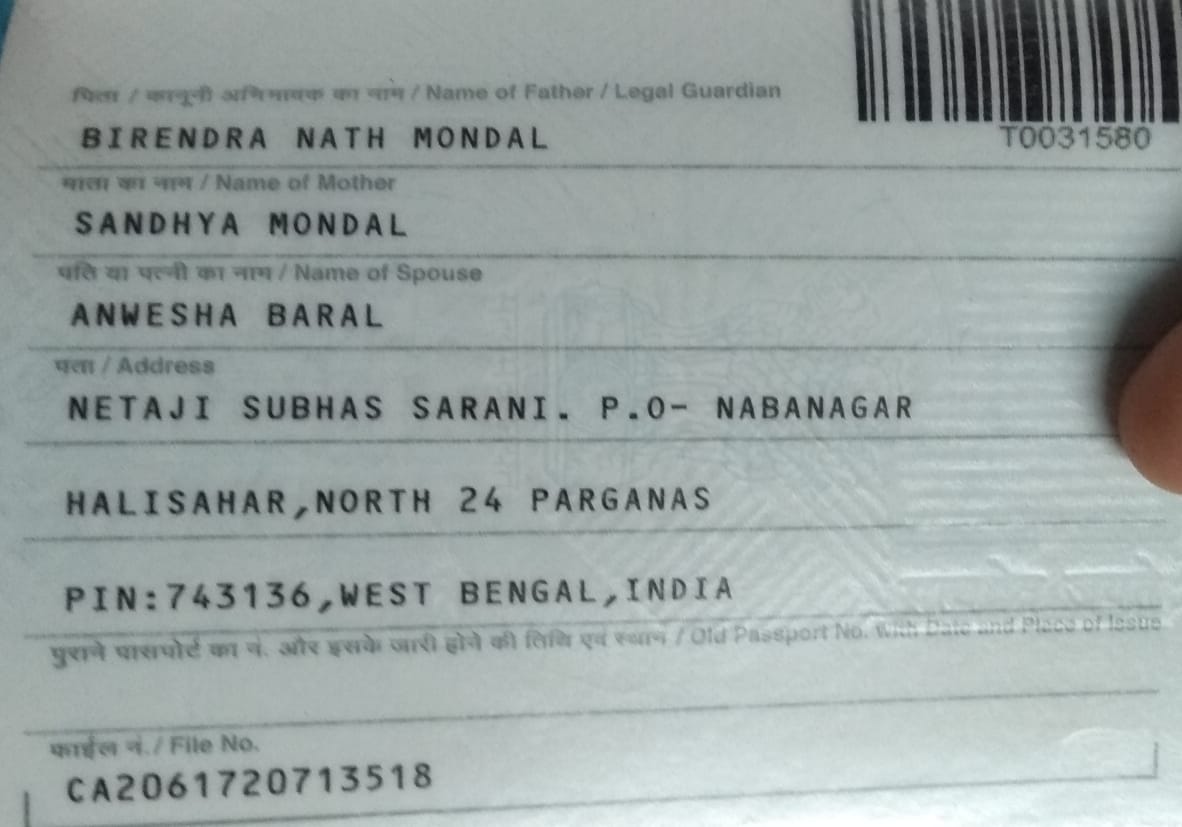 पिता / कानूनी अभिभावक का नाम / Name of Father / Legal Guardian
BIRENDRA NATH MONDAL
T0031580
माता का नाम / Name of Mother
SANDHYA MONDAL
पति या पत्नी का नाम / Name of Spouse
ANWESHA BARAL
पता / Address
NETAJI SUBHAS SARANI. P.O- NABANAGAR
HALISAHAR,NORTH 24 PARGANAS
PIN:743136,WEST BENGAL,INDIA
पुराने पासपोर्ट का नं. और इसके जारी होने की तिथि एवं स्थान / Old Passport No. with Date and Place of Issue
फाईल नं./ File No.
CA2061720713518